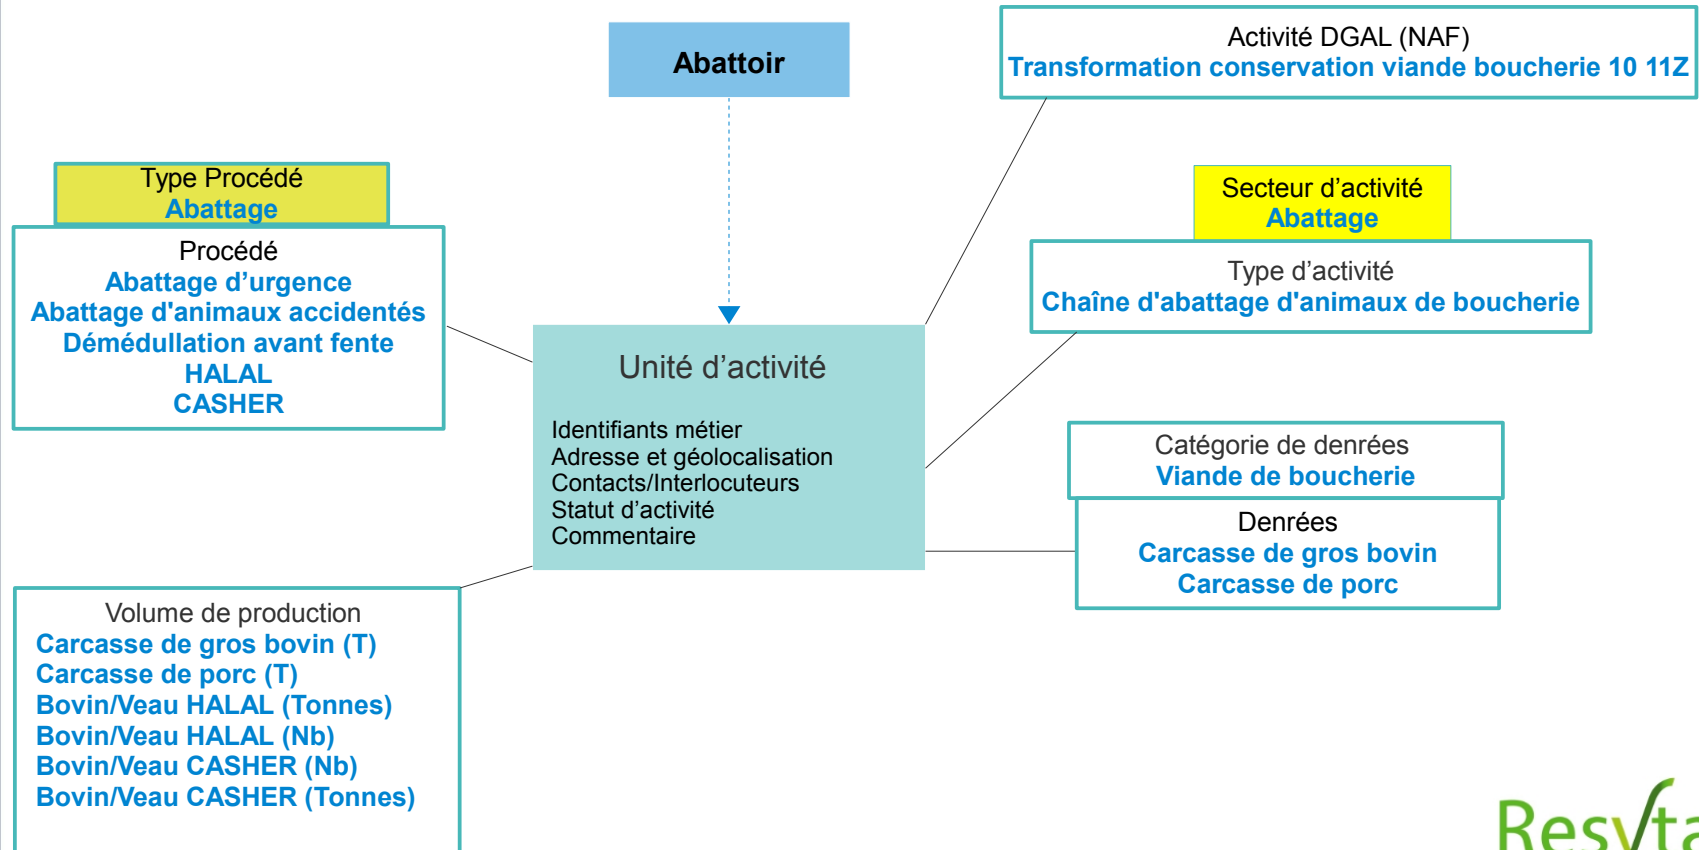 Abattoir
Activité DGAL (NAF)
Transformation conservation viande boucherie 10 11Z
Type Procédé
Abattage
Procédé
Abattage d’urgence
Abattage d'animaux accidentés
Démédullation avant fente
HALAL
CASHER
Secteur d’activité
Abattage
Type d’activité
Chaîne d'abattage d'animaux de boucherie
Unité d’activité
Identifiants métier
Adresse et géolocalisation
Contacts/Interlocuteurs
Statut d’activité
Commentaire
Catégorie de denrées
Viande de boucherie
Denrées
Carcasse de gros bovin
Carcasse de porc
Volume de production
Carcasse de gros bovin (T)
Carcasse de porc (T)
Bovin/Veau HALAL (Tonnes)
Bovin/Veau HALAL (Nb)
Bovin/Veau CASHER (Nb)
Bovin/Veau CASHER (Tonnes)